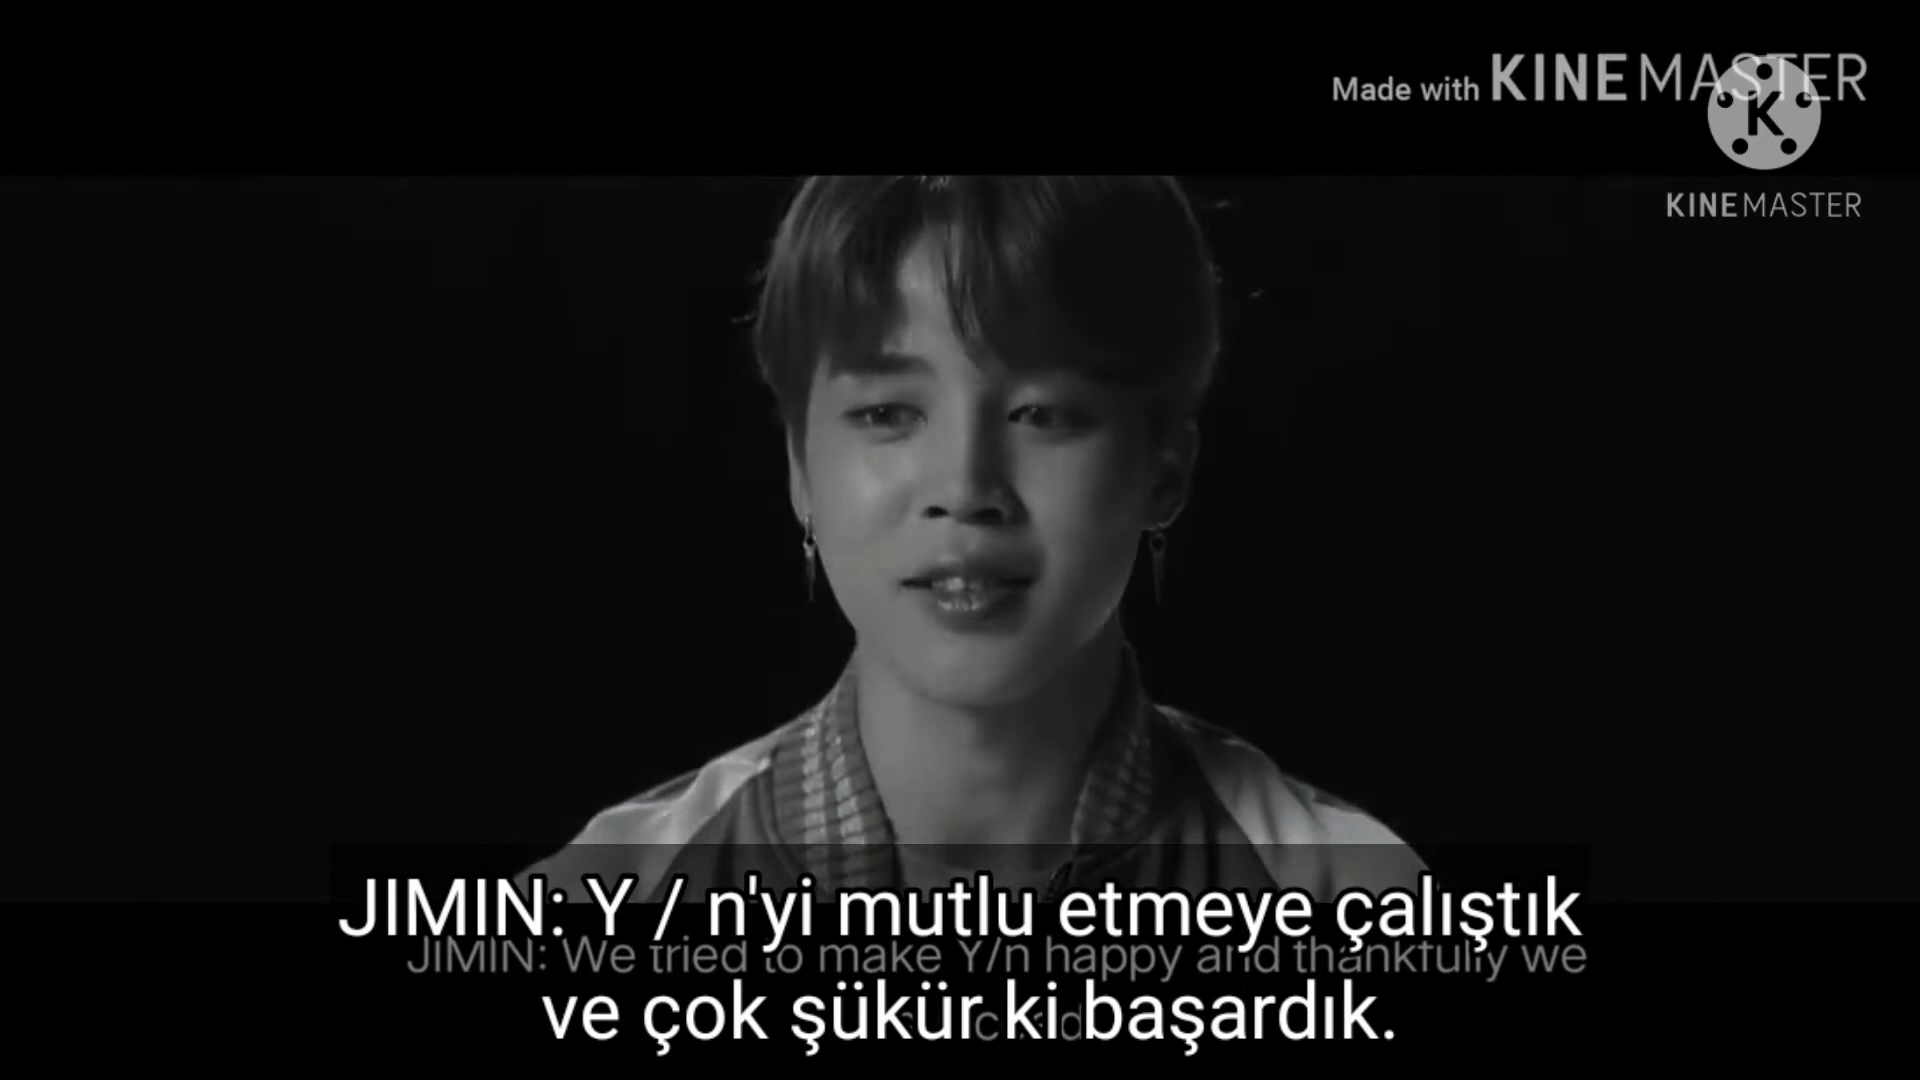 Made with KINEMASTER
K
KINEMASTER
JIMIN: Y / n'yi mutlu etmeye çalıştık
JIMIN: We tried to make Y/n happy and thankfully we
ve çok şükür ki başardık.